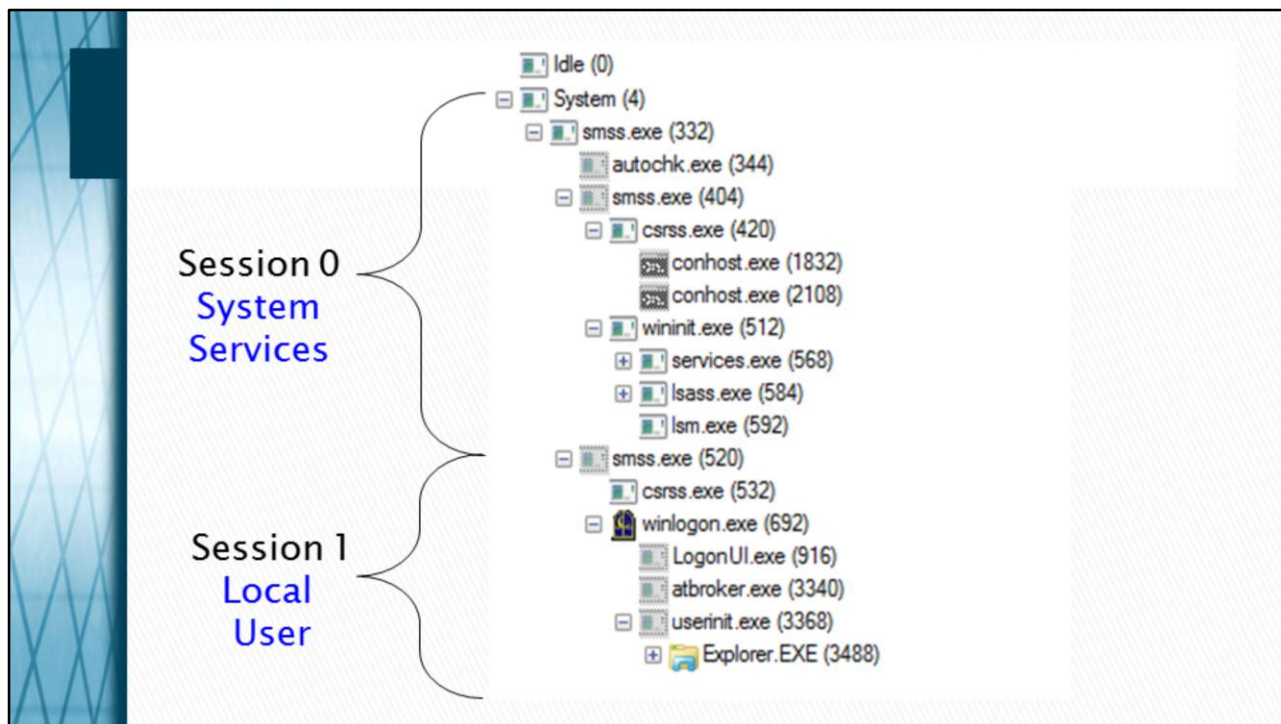 Idle (0)
System (4)
smss.exe (332)
autochk.exe (344)
smss.exe (404)
csrss.exe (420)
conhost.exe (1832)
conhost.exe (2108)
wininit.exe (512)
services.exe (568)
lsass.exe (584)
lsm.exe (592)
smss.exe (520)
csrss.exe (532)
winlogon.exe (692)
LogonUI.exe (916)
atbroker.exe (3340)
userinit.exe (3368)
Explorer.EXE (3488)
Session 0
System
Services
Session 1
Local
User